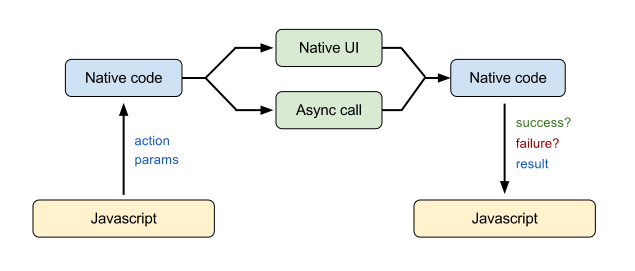 Native UI
Native code
Native code
Async call
action
params
success?
failure?
result
Javascript
Javascript